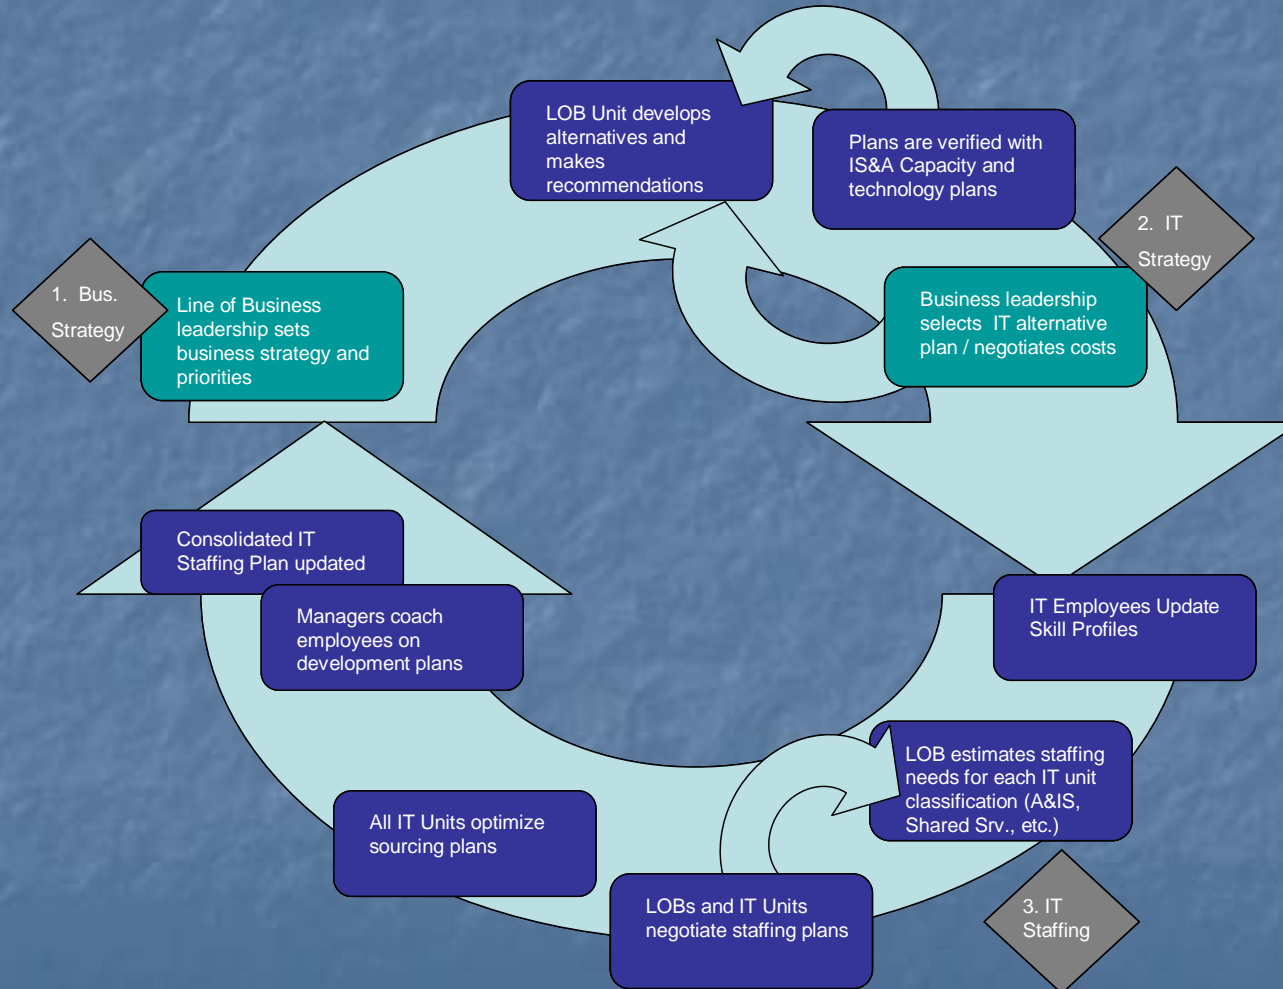 LOB Unit develops
alternatives and
makes
recommendations
Plans are verified with
IS&A Capacity and
technology plans
2.  IT
Strategy
1.  Bus.
Strategy
Line of Business
leadership sets
business strategy and
priorities
Business leadership
selects  IT alternative
plan / negotiates costs
Consolidated IT
Staffing Plan updated
IT Employees Update
Skill Profiles
Managers coach
employees on
development plans
LOB estimates staffing
needs for each IT unit
classification (A&IS,
Shared Srv., etc.)
All IT Units optimize
sourcing plans
LOBs and IT Units
negotiate staffing plans
3. IT
Staffing